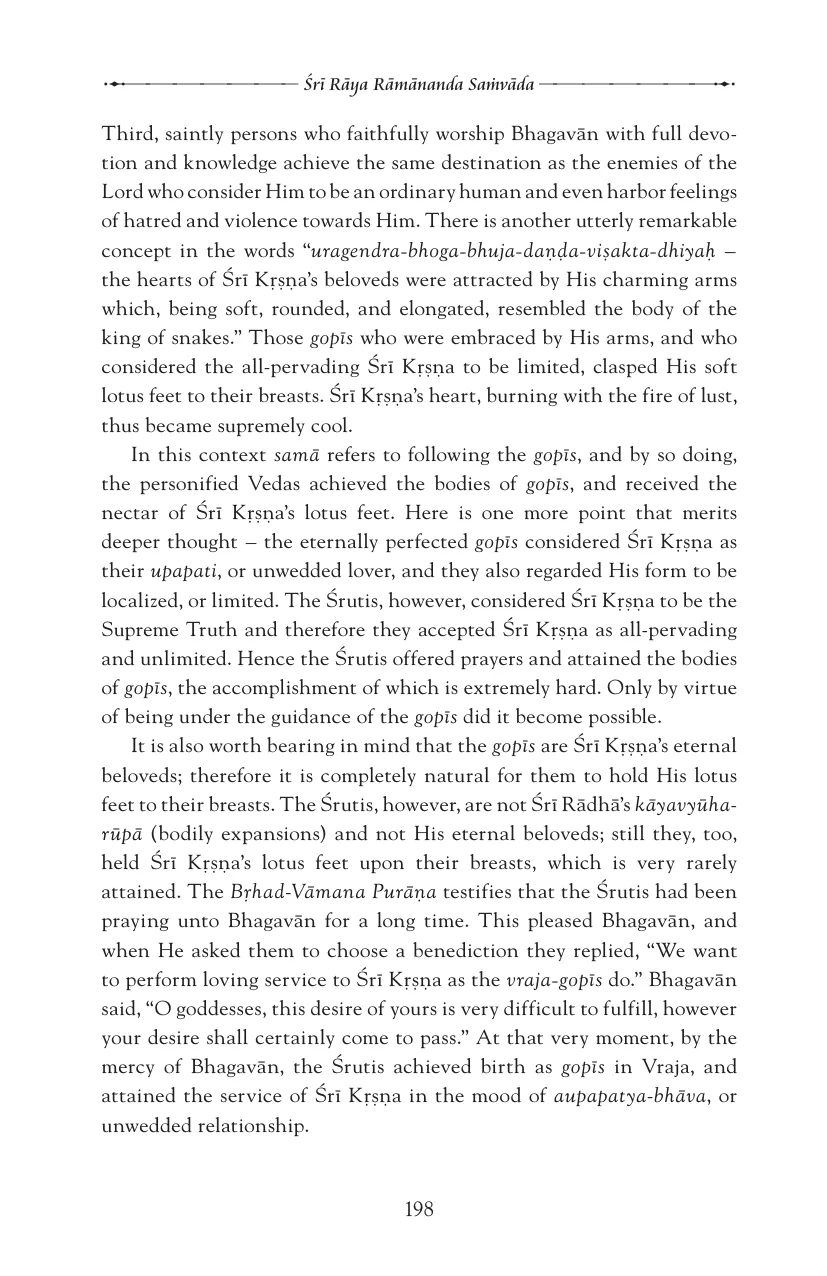 Śrī Rāya Rāmānanda Saṁvāda
Third, saintly persons who faithfully worship Bhagavān with full devo-
tion and knowledge achieve the same destination as the enemies of the
Lord who consider Him to be an ordinary human and even harbor feelings
of hatred and violence towards Him. There is another utterly remarkable
concept in the words “uragendra-bhoga-bhuja-daṇḍa-viṣakta-dhiyaḥ –
the hearts of Śrī Kṛṣṇa’s beloveds were attracted by His charming arms
which, being soft, rounded, and elongated, resembled the body of the
king of snakes.” Those gopīs who were embraced by His arms, and who
considered the all-pervading Śrī Kṛṣṇa to be limited, clasped His soft
lotus feet to their breasts. Śrī Kṛṣṇa’s heart, burning with the fire of lust,
thus became supremely cool.
In this context samā refers to following the gopīs, and by so doing,
the personified Vedas achieved the bodies of gopīs, and received the
nectar of Śrī Kṛṣṇa’s lotus feet. Here is one more point that merits
deeper thought – the eternally perfected gopīs considered Śrī Kṛṣṇa as
their upapati, or unwedded lover, and they also regarded His form to be
localized, or limited. The Śrutis, however, considered Śrī Kṛṣṇa to be the
Supreme Truth and therefore they accepted Śrī Kṛṣṇa as all-pervading
and unlimited. Hence the Śrutis offered prayers and attained the bodies
of gopīs, the accomplishment of which is extremely hard. Only by virtue
of being under the guidance of the gopīs did it become possible.
It is also worth bearing in mind that the gopīs are Śrī Kṛṣṇa’s eternal
beloveds; therefore it is completely natural for them to hold His lotus
feet to their breasts. The Śrutis, however, are not Śrī Rādhā’s kāyavyūha-
rūpā (bodily expansions) and not His eternal beloveds; still they, too,
held Śrī Kṛṣṇa’s lotus feet upon their breasts, which is very rarely
attained. The Bṛhad-Vāmana Purāṇa testifies that the Śrutis had been
praying unto Bhagavān for a long time. This pleased Bhagavān, and
when He asked them to choose a benediction they replied, “We want
to perform loving service to Śrī Kṛṣṇa as the vraja-gopīs do.” Bhagavān
said, “O goddesses, this desire of yours is very difficult to fulfill, however
your desire shall certainly come to pass.” At that very moment, by the
mercy of Bhagavān, the Śrutis achieved birth as gopīs in Vraja, and
attained the service of Śrī Kṛṣṇa in the mood of aupapatya-bhāva, or
unwedded relationship.
198